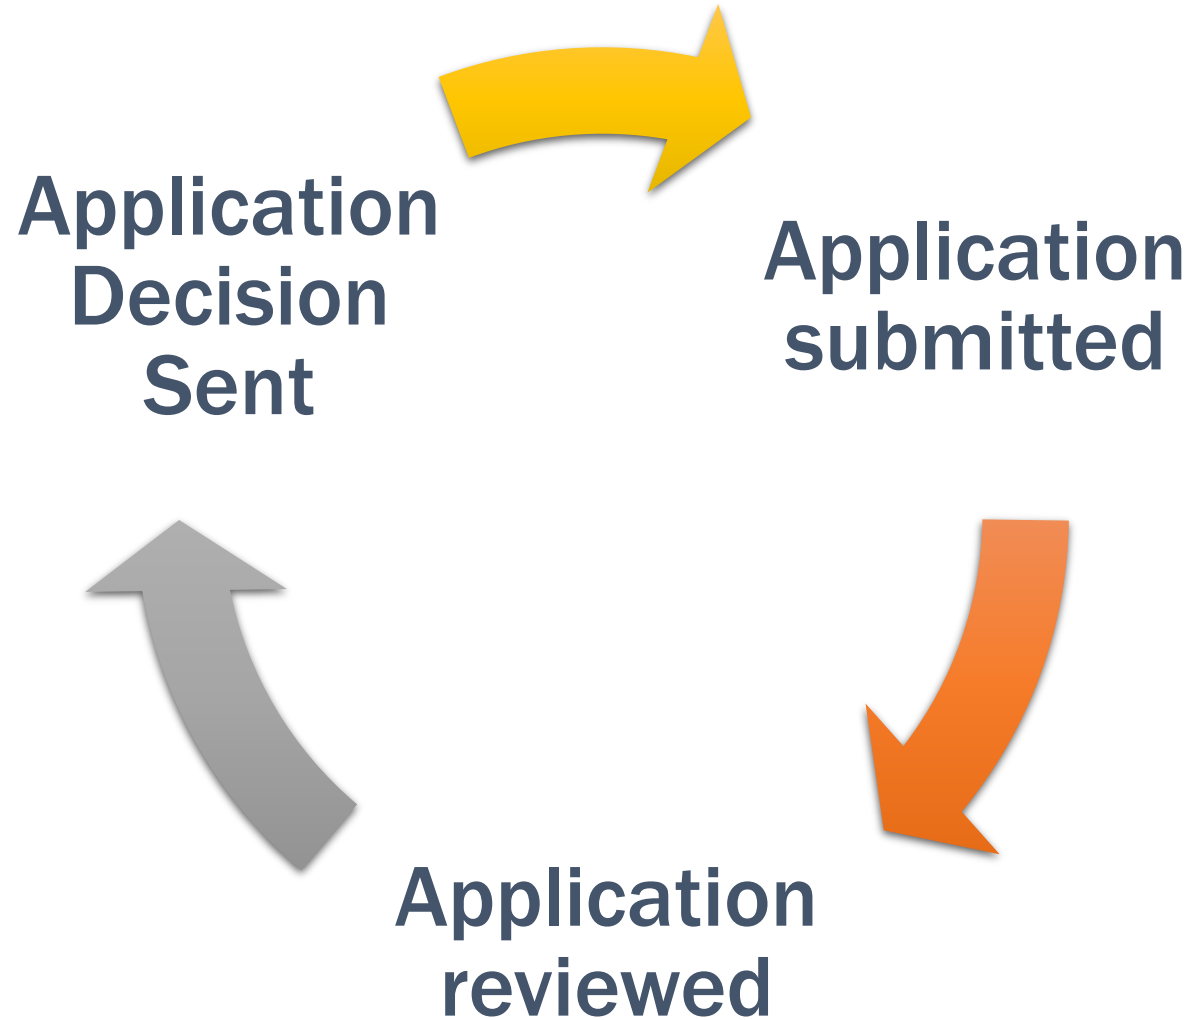 Application
Decision
Sent
Application
submitted
Application
reviewed